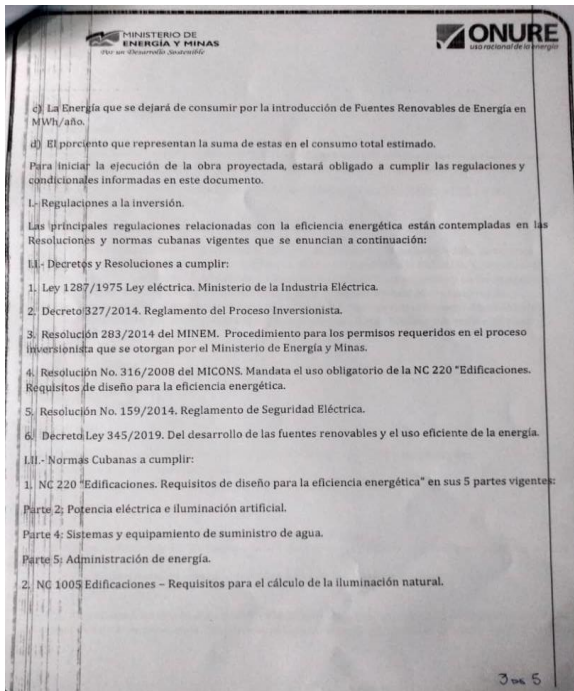 MINISTERIO DE
ENERGÍA Y MINAS
Por un Desarrollo Sostenible
ONURE
uso racional de la energía
c) La Energía que se dejará de consumir por la introducción de Fuentes Renovables de Energía en
MWh/año.
d) El porciento que representan la suma de estas en el consumo total estimado.
Para iniciar la ejecución de la obra proyectada, estará obligado a cumplir las regulaciones y
condicionales informadas en este documento.
I.- Regulaciones a la inversión.
Las principales regulaciones relacionadas con la eficiencia energética están contempladas en las
Resoluciones y normas cubanas vigentes que se enuncian a continuación:
I.I.- Decretos y Resoluciones a cumplir:
1. Ley 1287/1975 Ley eléctrica. Ministerio de la Industria Eléctrica.
2. Decreto 327/2014. Reglamento del Proceso Inversionista.
3. Resolución 283/2014 del MINEM. Procedimiento para los permisos requeridos en el proceso
inversionista que se otorgan por el Ministerio de Energía y Minas.
4. Resolución No. 316/2008 del MICONS. Mandata el uso obligatorio de la NC 220 "Edificaciones.
Requisitos de diseño para la eficiencia energética.
5. Resolución No. 159/2014. Reglamento de Seguridad Eléctrica.
6. Decreto Ley 345/2019. Del desarrollo de las fuentes renovables y el uso eficiente de la energía.
I.II.- Normas Cubanas a cumplir:
1. NC 220 "Edificaciones. Requisitos de diseño para la eficiencia energética" en sus 5 partes vigentes:
Parte 2: Potencia eléctrica e iluminación artificial.
Parte 4: Sistemas y equipamiento de suministro de agua.
Parte 5: Administración de energía.
2. NC 1005 Edificaciones – Requisitos para el cálculo de la iluminación natural.
3 de 5